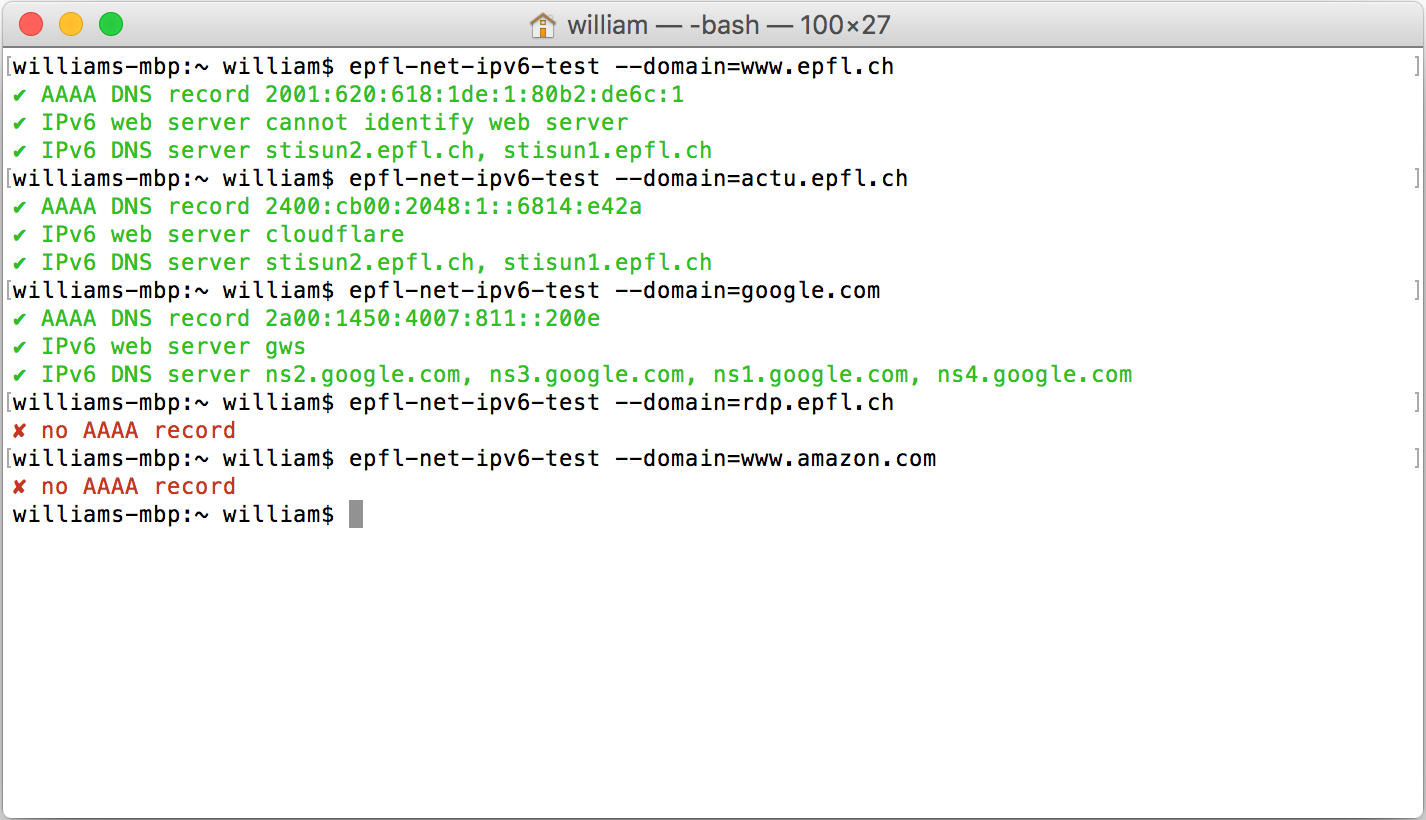 william — -bash — 100×27
[williams-mbp:~ william$ epfl-net-ipv6-test --domain=www.epfl.ch ]
✔ AAAA DNS record 2001:620:618:1de:1:80b2:de6c:1
✔ IPv6 web server cannot identify web server
✔ IPv6 DNS server stisun2.epfl.ch, stisun1.epfl.ch
[williams-mbp:~ william$ epfl-net-ipv6-test --domain=actu.epfl.ch ]
✔ AAAA DNS record 2400:cb00:2048:1::6814:e42a
✔ IPv6 web server cloudflare
✔ IPv6 DNS server stisun2.epfl.ch, stisun1.epfl.ch
[williams-mbp:~ william$ epfl-net-ipv6-test --domain=google.com ]
✔ AAAA DNS record 2a00:1450:4007:811::200e
✔ IPv6 web server gws
✔ IPv6 DNS server ns2.google.com, ns3.google.com, ns1.google.com, ns4.google.com
[williams-mbp:~ william$ epfl-net-ipv6-test --domain=rdp.epfl.ch ]
✘ no AAAA record
[williams-mbp:~ william$ epfl-net-ipv6-test --domain=www.amazon.com ]
✘ no AAAA record
williams-mbp:~ william$